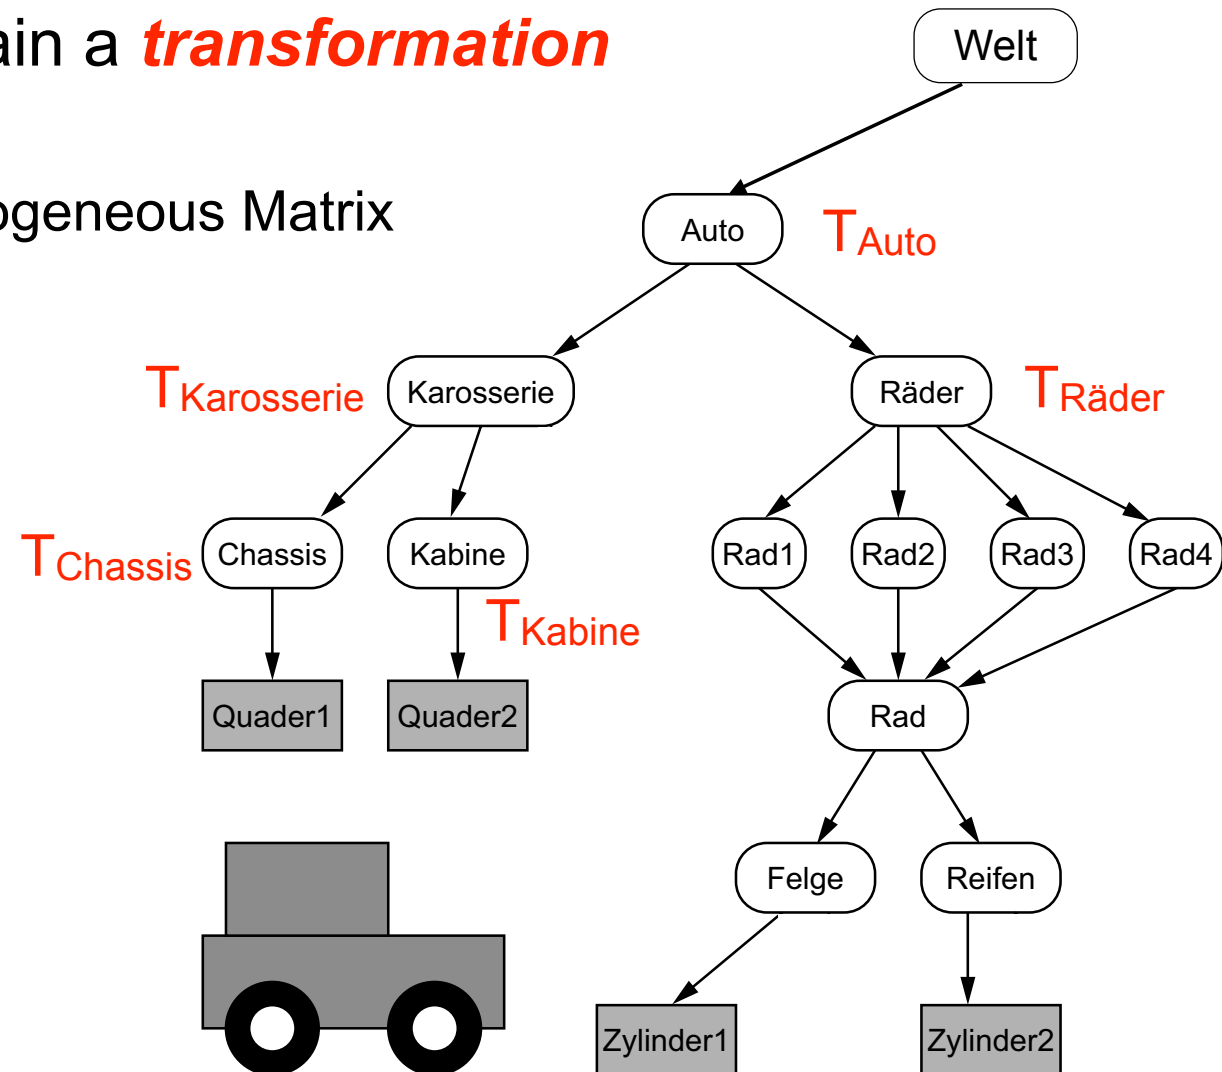 ain a transformation
Welt
ogeneous Matrix
Auto
TAuto
TKarosserie
Karosserie
Räder
TRäder
TChassis
Chassis
Kabine
Rad1
Rad2
Rad3
Rad4
TKabine
Quader1
Quader2
Rad
Felge
Reifen
Zylinder1
Zylinder2